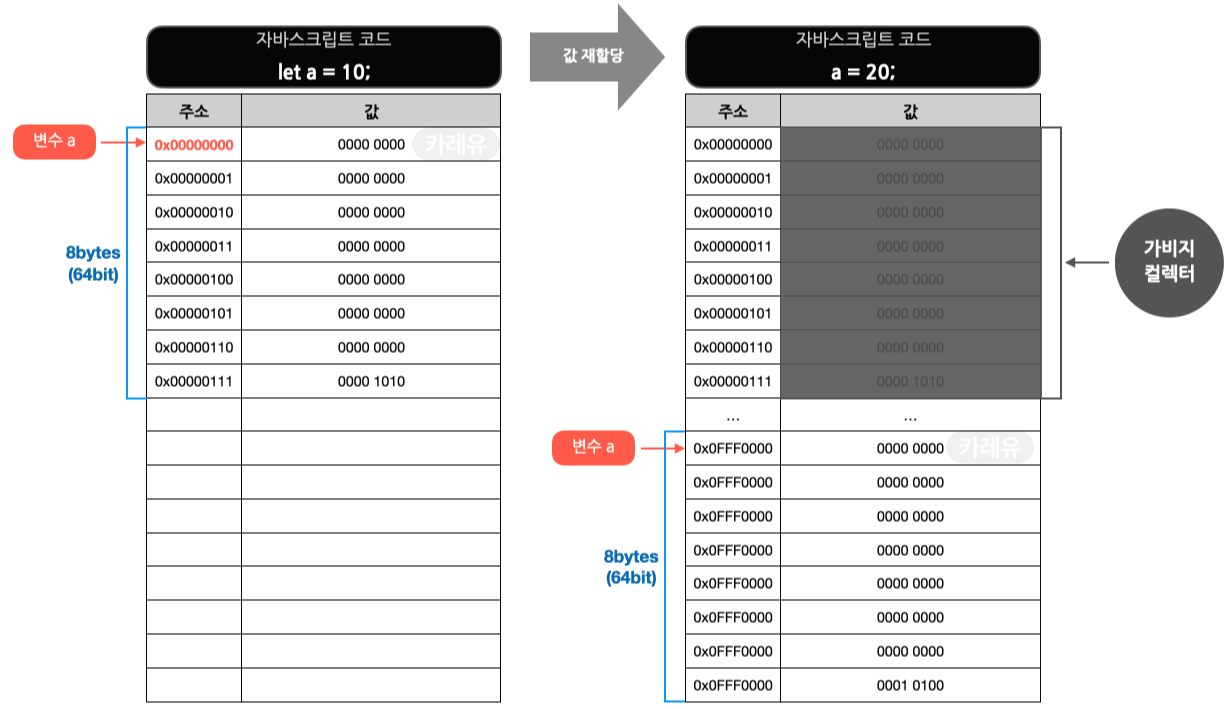 자바스크립트 코드
let a = 10;
값 재할당
자바스크립트 코드
a = 20;
주소 값
변수 a
0x00000000 0000 0000 카레유
0x00000001 0000 0000
0x00000010 0000 0000
0x00000011 0000 0000
0x00000100 0000 0000
0x00000101 0000 0000
0x00000110 0000 0000
0x00000111 0000 1010
8bytes
(64bit)
주소 값
0x00000000 0000 0000
0x00000001 0000 0000
0x00000010 0000 0000
0x00000011 0000 0000
0x00000100 0000 0000
0x00000101 0000 0000
0x00000110 0000 0000
0x00000111 0000 1010
... ...
변수 a
0x0FFF0000 0000 0000 카레유
0x0FFF0000 0000 0000
0x0FFF0000 0000 0000
0x0FFF0000 0000 0000
0x0FFF0000 0000 0000
0x0FFF0000 0000 0000
0x0FFF0000 0000 0000
0x0FFF0000 0001 0100
8bytes
(64bit)
가비지
컬렉터